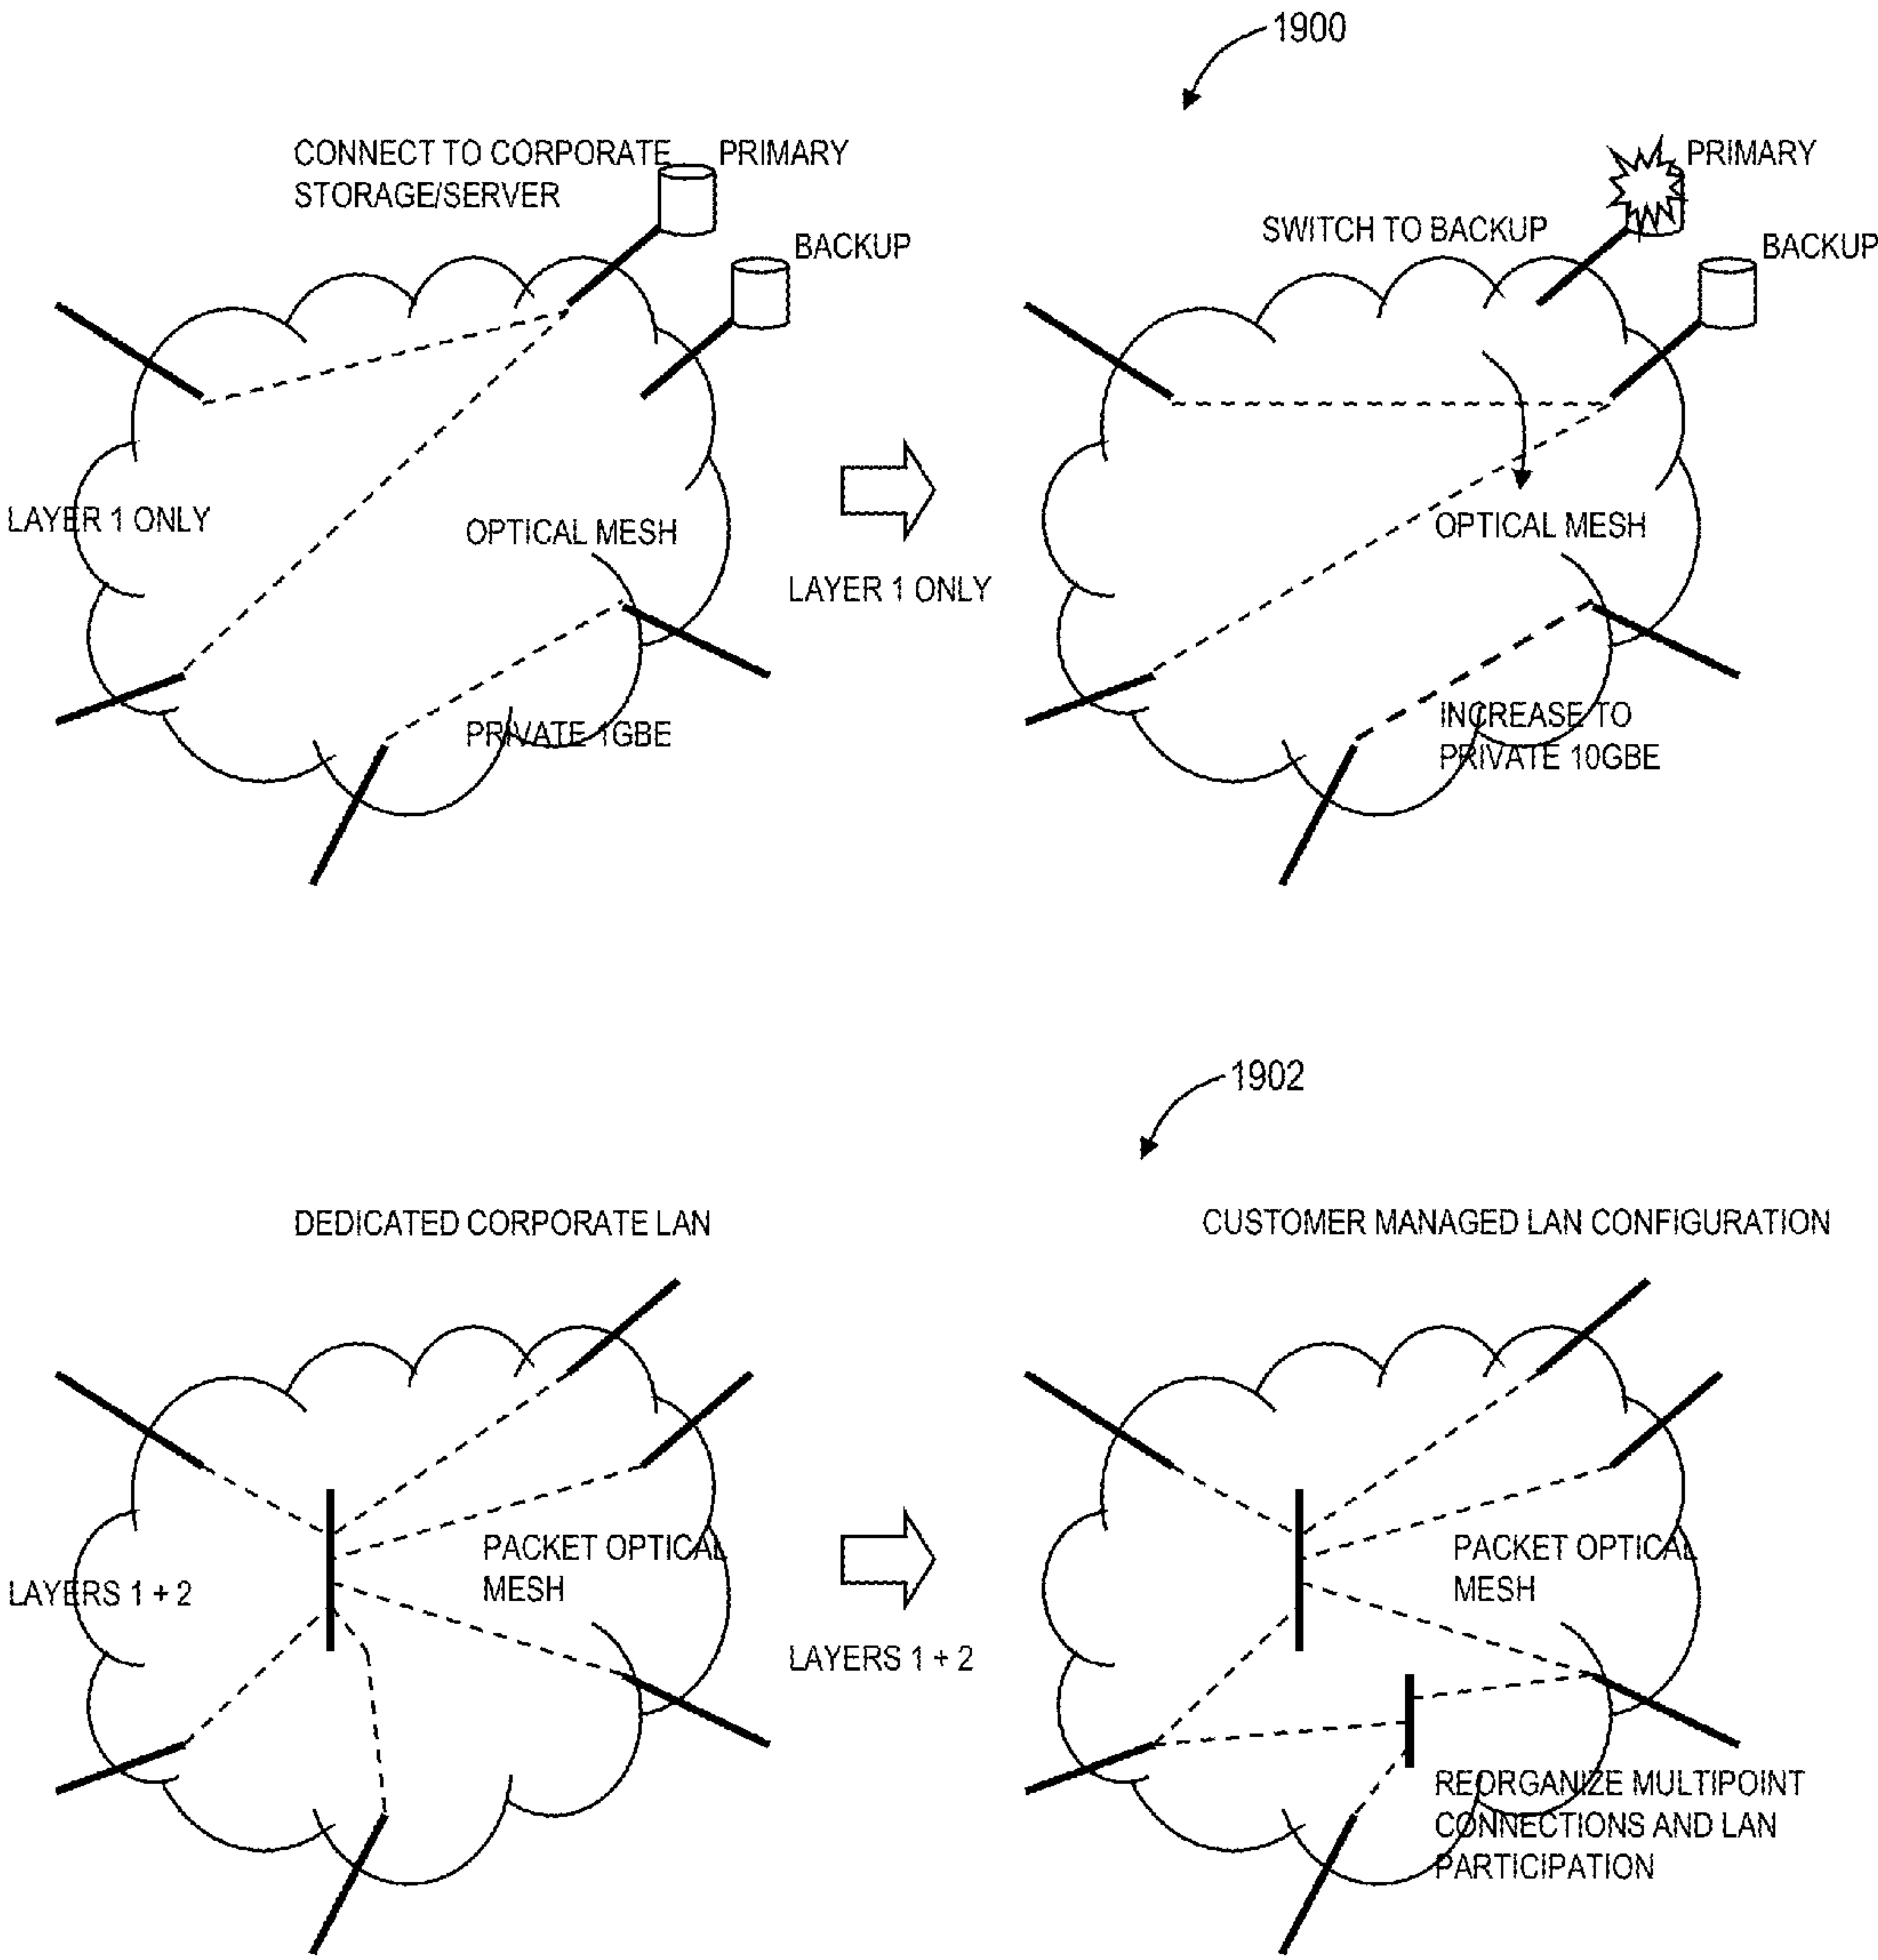 1900
CONNECT TO CORPORATE
STORAGE/SERVER
PRIMARY
BACKUP
LAYER 1 ONLY
OPTICAL MESH
PRIVATE 1GBE
LAYER 1 ONLY
SWITCH TO BACKUP
PRIMARY
BACKUP
OPTICAL MESH
INCREASE TO
PRIVATE 10GBE
1902
DEDICATED CORPORATE LAN
LAYERS 1 + 2
PACKET OPTICAL
MESH
LAYERS 1 + 2
CUSTOMER MANAGED LAN CONFIGURATION
PACKET OPTICAL
MESH
REORGANIZE MULTIPOINT
CONNECTIONS AND LAN
PARTICIPATION